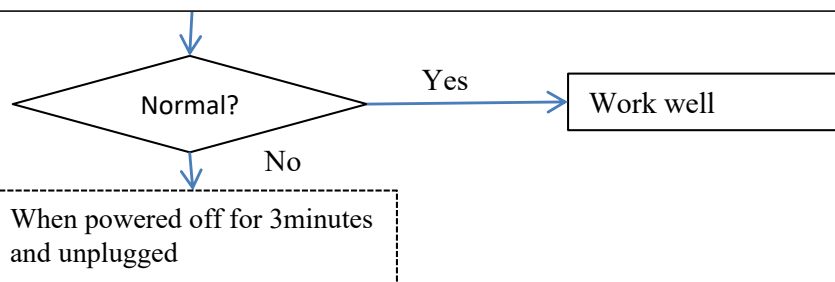 Yes
Normal?
Work well
No
When powered off for 3minutes
and unplugged